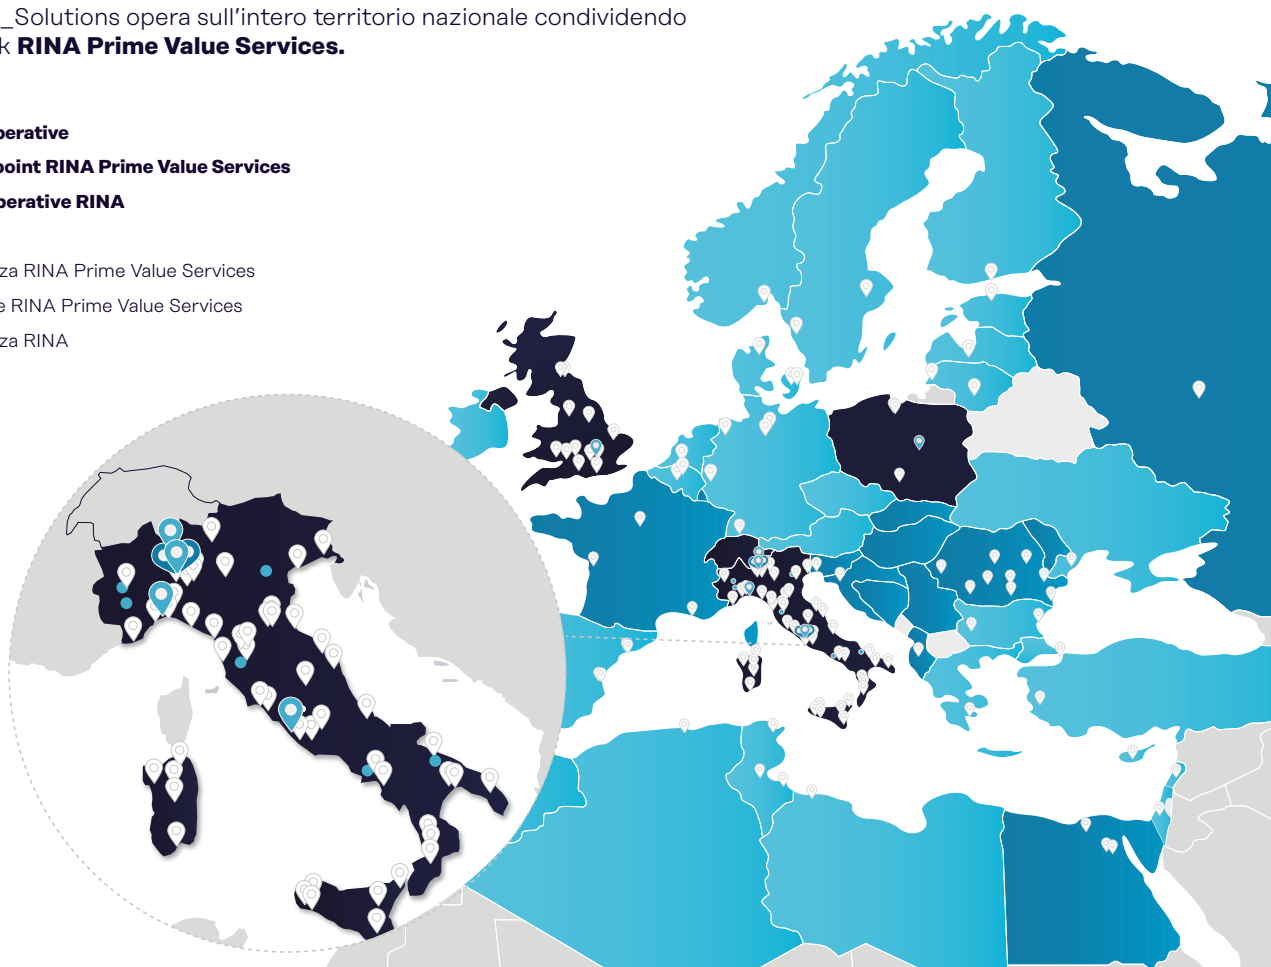 _Solutions opera sull'intero territorio nazionale condividendo
k RINA Prime Value Services.
perative
point RINA Prime Value Services
perative RINA
za RINA Prime Value Services
e RINA Prime Value Services
za RINA